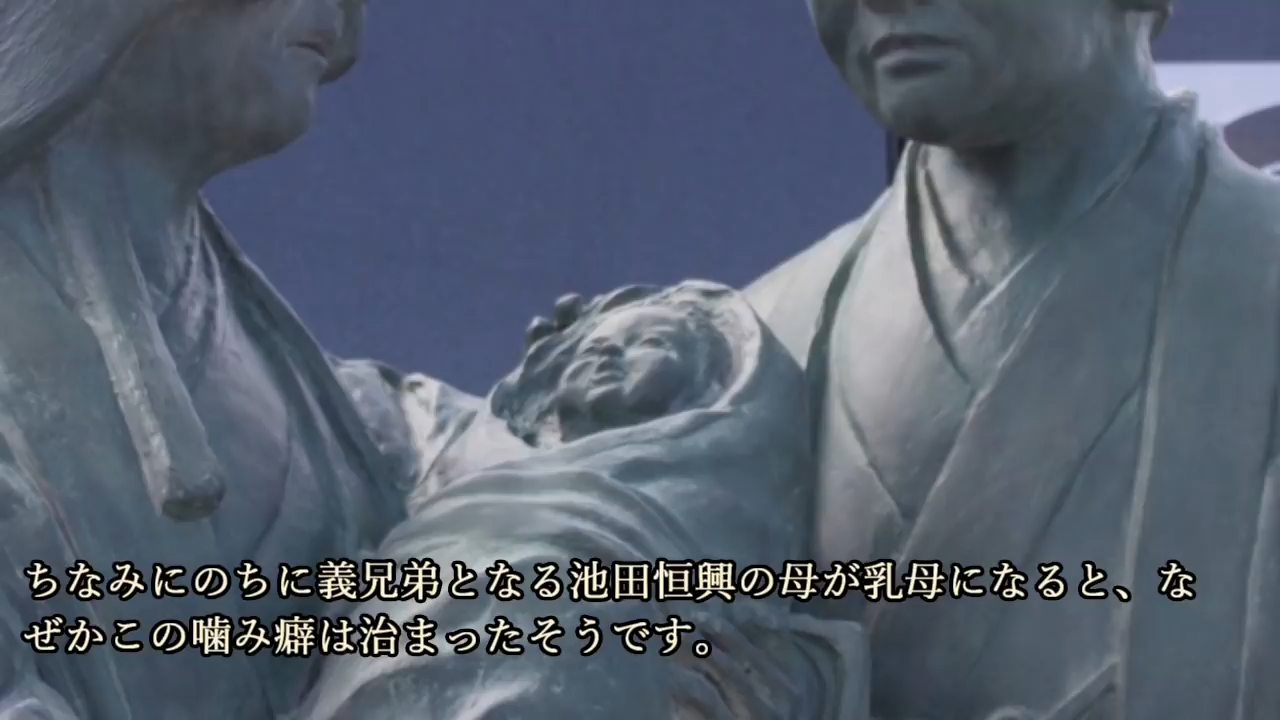 ちなみにのちに義兄弟となる池田恒興の母が乳母になると、な
ぜかこの噛み癖は治まったそうです。